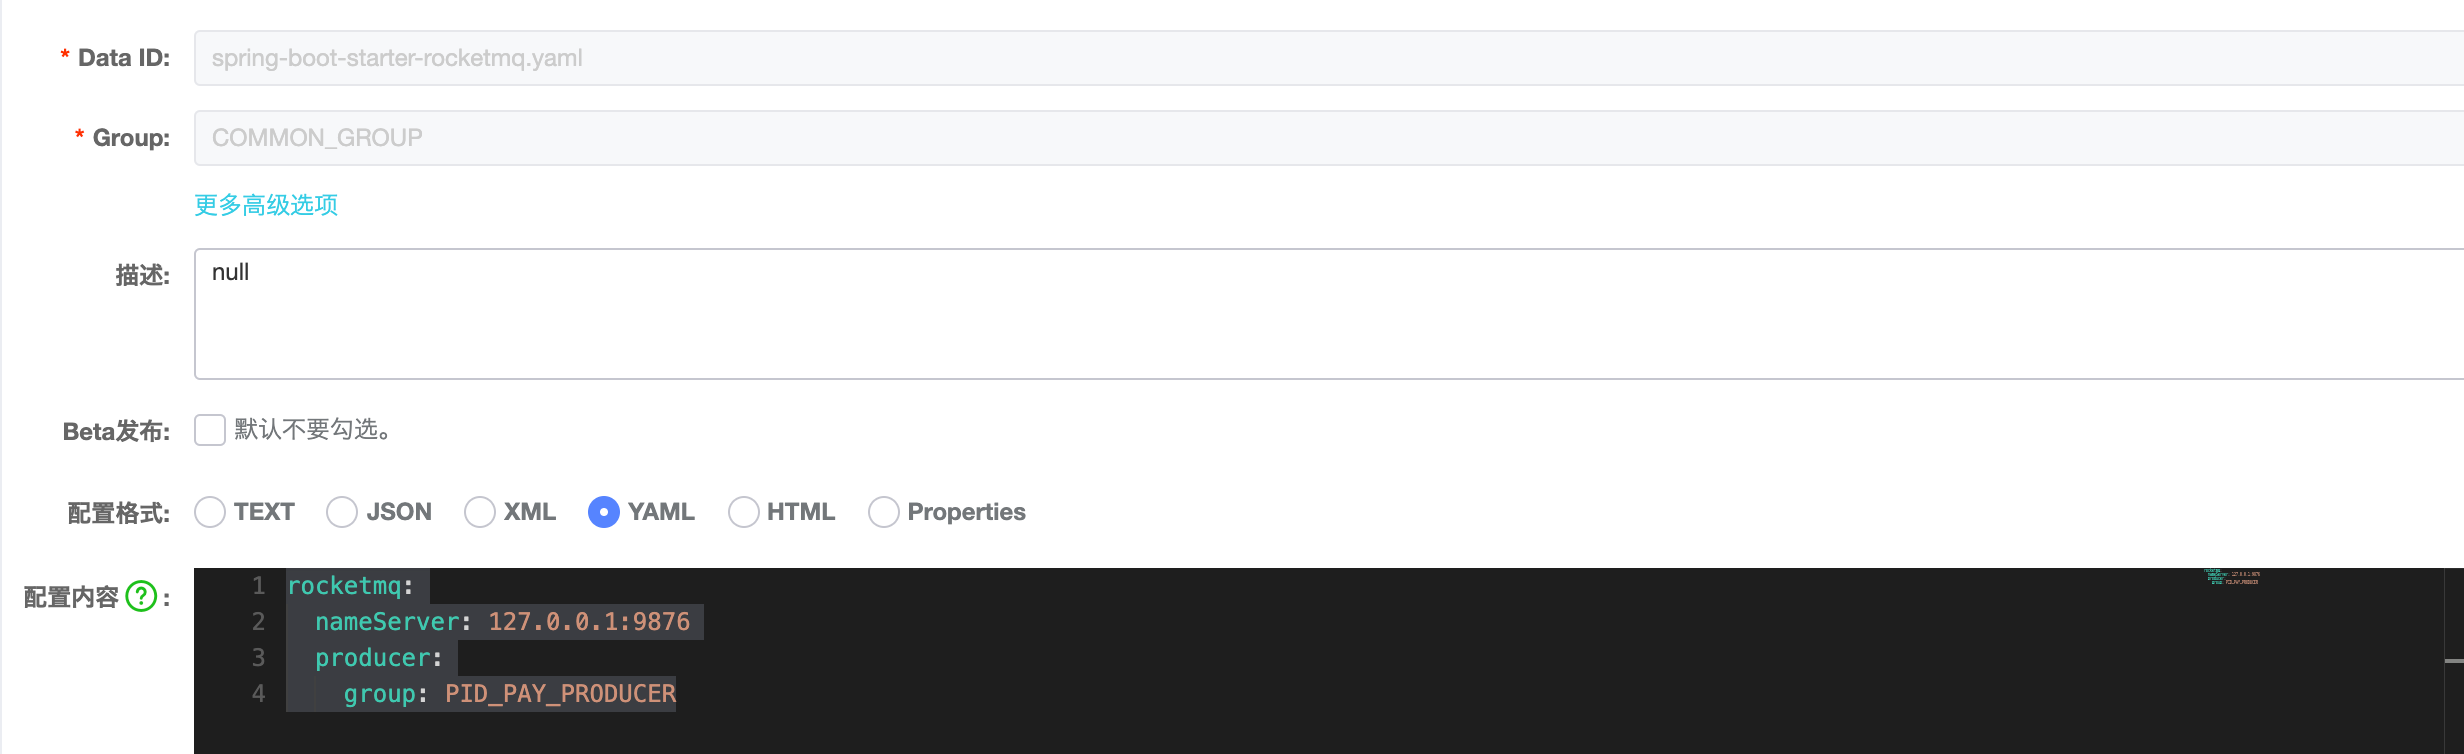 * Data ID: spring-boot-starter-rocketmq.yaml
* Group: COMMON_GROUP
更多高级选项
描述: null
Beta发布: 默认不要勾选。
配置格式: TEXT JSON XML YAML HTML Properties
配置内容 ? :
1 rocketmq:
2 nameServer: 127.0.0.1:9876
3 producer:
4 group: PID_PAY_PRODUCER